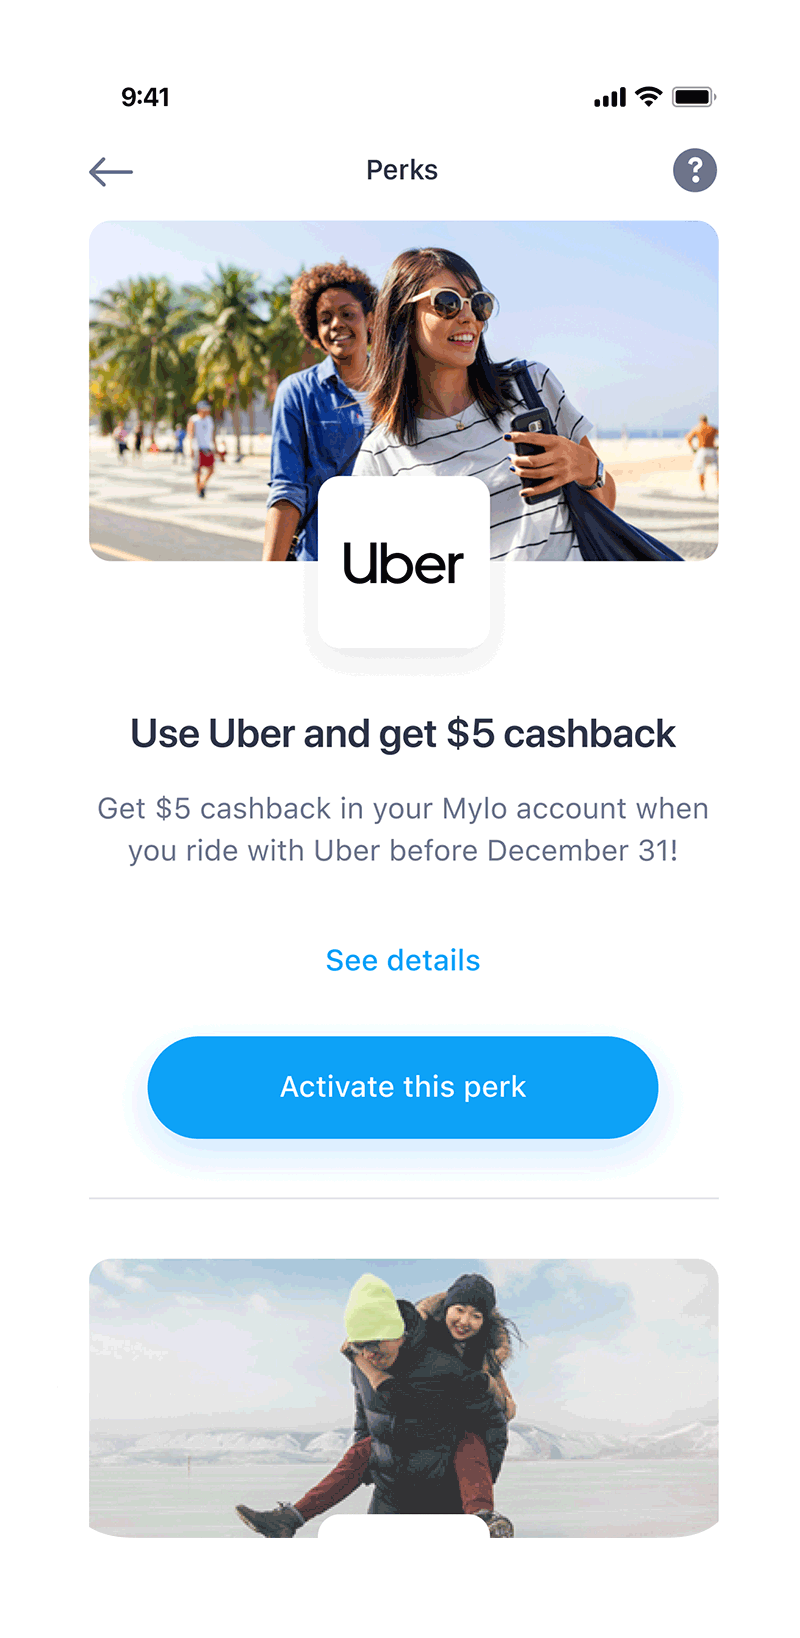 9:41
Perks
?
Uber
Use Uber and get $5 cashback
Get $5 cashback in your Mylo account when
you ride with Uber before December 31!
See details
Activate this perk